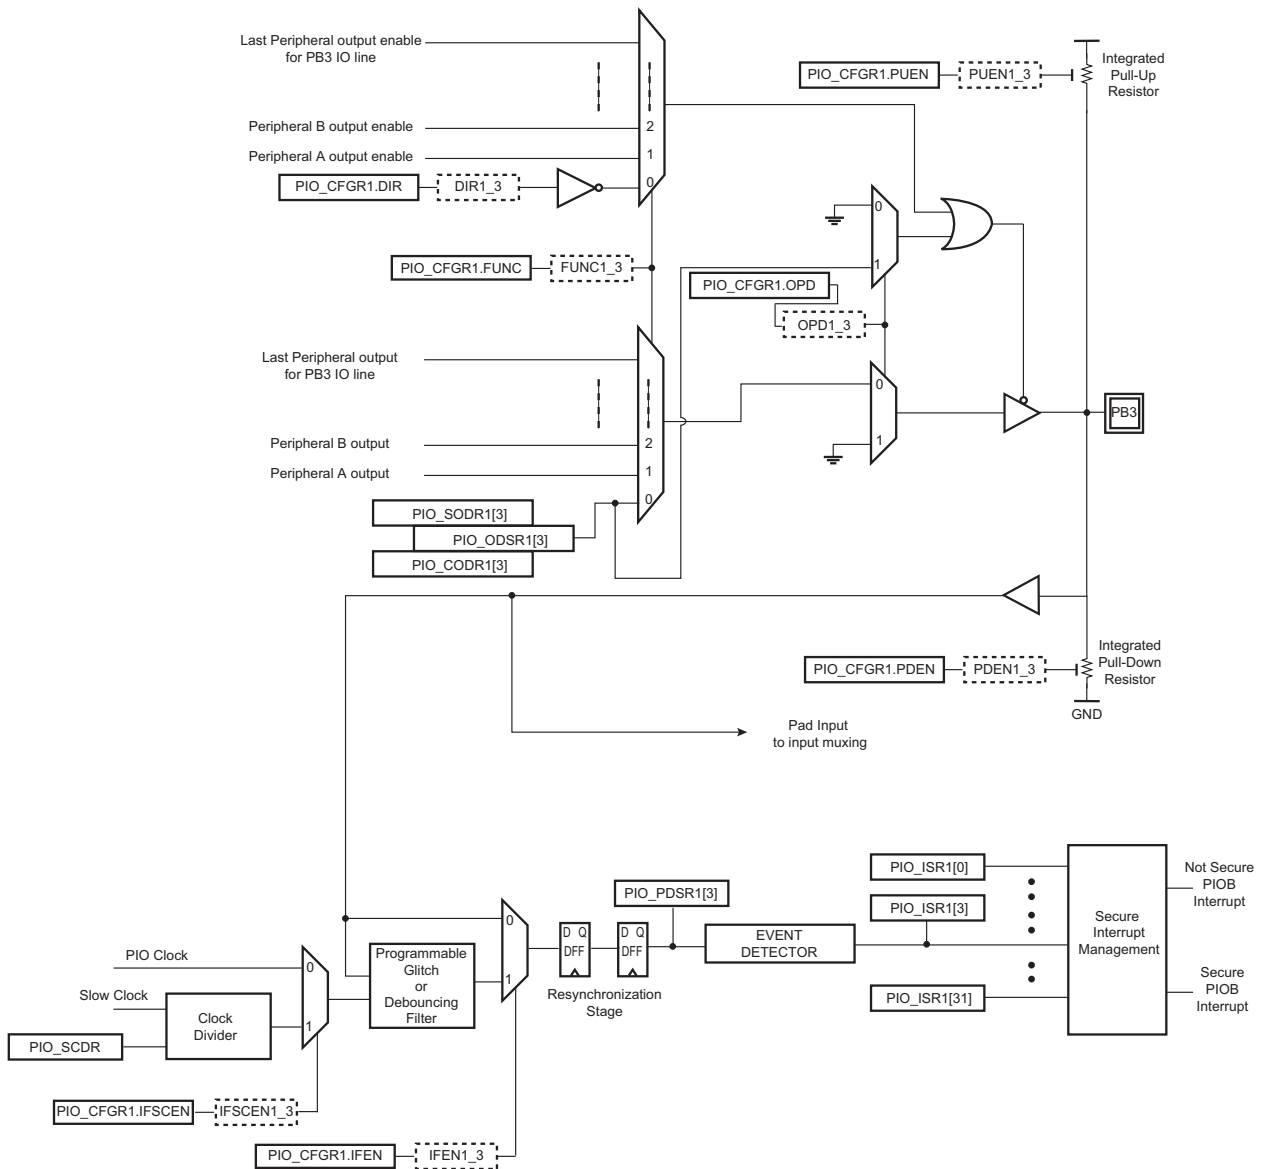 Last Peripheral output enable
for PB3 IO line
Peripheral B output enable
2
Peripheral A output enable
1
PIO_CFGR1.DIR
DIR1_3
0
PIO_CFGR1.FUNC
FUNC1_3
PIO_CFGR1.PUEN
PUEN1_3
Integrated
Pull-Up
Resistor
0
1
PIO_CFGR1.OPD
OPD1_3
Last Peripheral output
for PB3 IO line
Peripheral B output
2
Peripheral A output
1
0
PIO_SODR1[3]
PIO_ODSR1[3]
PIO_CODR1[3]
0
1
PB3
PIO_CFGR1.PDEN
PDEN1_3
Integrated
Pull-Down
Resistor
GND
Pad Input
to input muxing
PIO Clock
Slow Clock
Clock
Divider
PIO_SCDR
0
1
PIO_CFGR1.IFSCEN
IFSCEN1_3
Programmable
Glitch
or
Debouncing
Filter
0
1
PIO_CFGR1.IFEN
IFEN1_3
D Q
DFF
D Q
DFF
Resynchronization
Stage
PIO_PDSR1[3]
EVENT
DETECTOR
PIO_ISR1[0]
PIO_ISR1[3]
PIO_ISR1[31]
Secure
Interrupt
Management
Not Secure
PIOB
Interrupt
Secure
PIOB
Interrupt